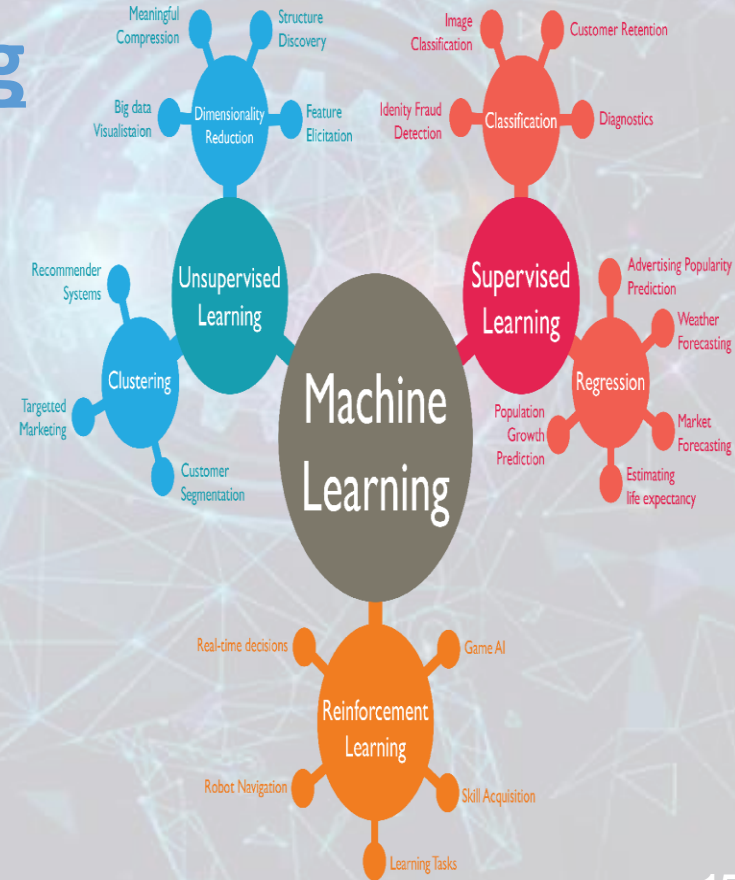 g
Meaningful
Compression
Structure
Discovery
Big data
Visualistaion
Dimensionality
Reduction
Feature
Elicitation
Image
Classification
Customer Retention
Idenity Fraud
Detection
Classification
Diagnostics
Recommender
Systems
Unsupervised
Learning
Clustering
Targetted
Marketing
Customer
Segmentation
Supervised
Learning
Advertising Popularity
Prediction
Weather
Forecasting
Regression
Population
Growth
Prediction
Market
Forecasting
Estimating
life expectancy
Machine
Learning
Real-time decisions
Game AI
Reinforcement
Learning
Robot Navigation
Skill Acquisition
Learning Tasks